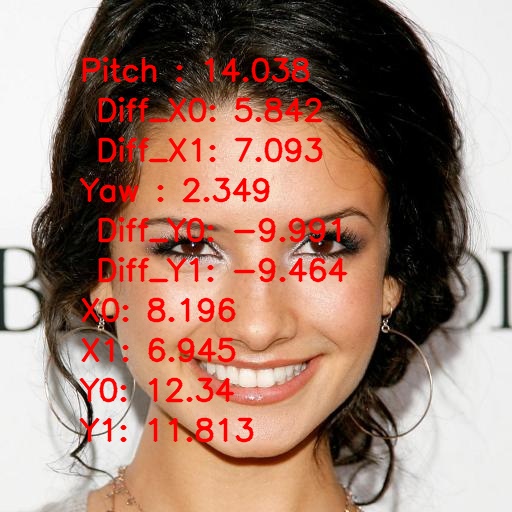 Pitch : 14.038
Diff_X0: 5.842
Diff_X1: 7.093
Yaw : 2.349
Diff_Y0: -9.991
Diff_Y1: -9.464
X0: 8.196
X1: 6.945
Y0: 12.34
Y1: 11.813